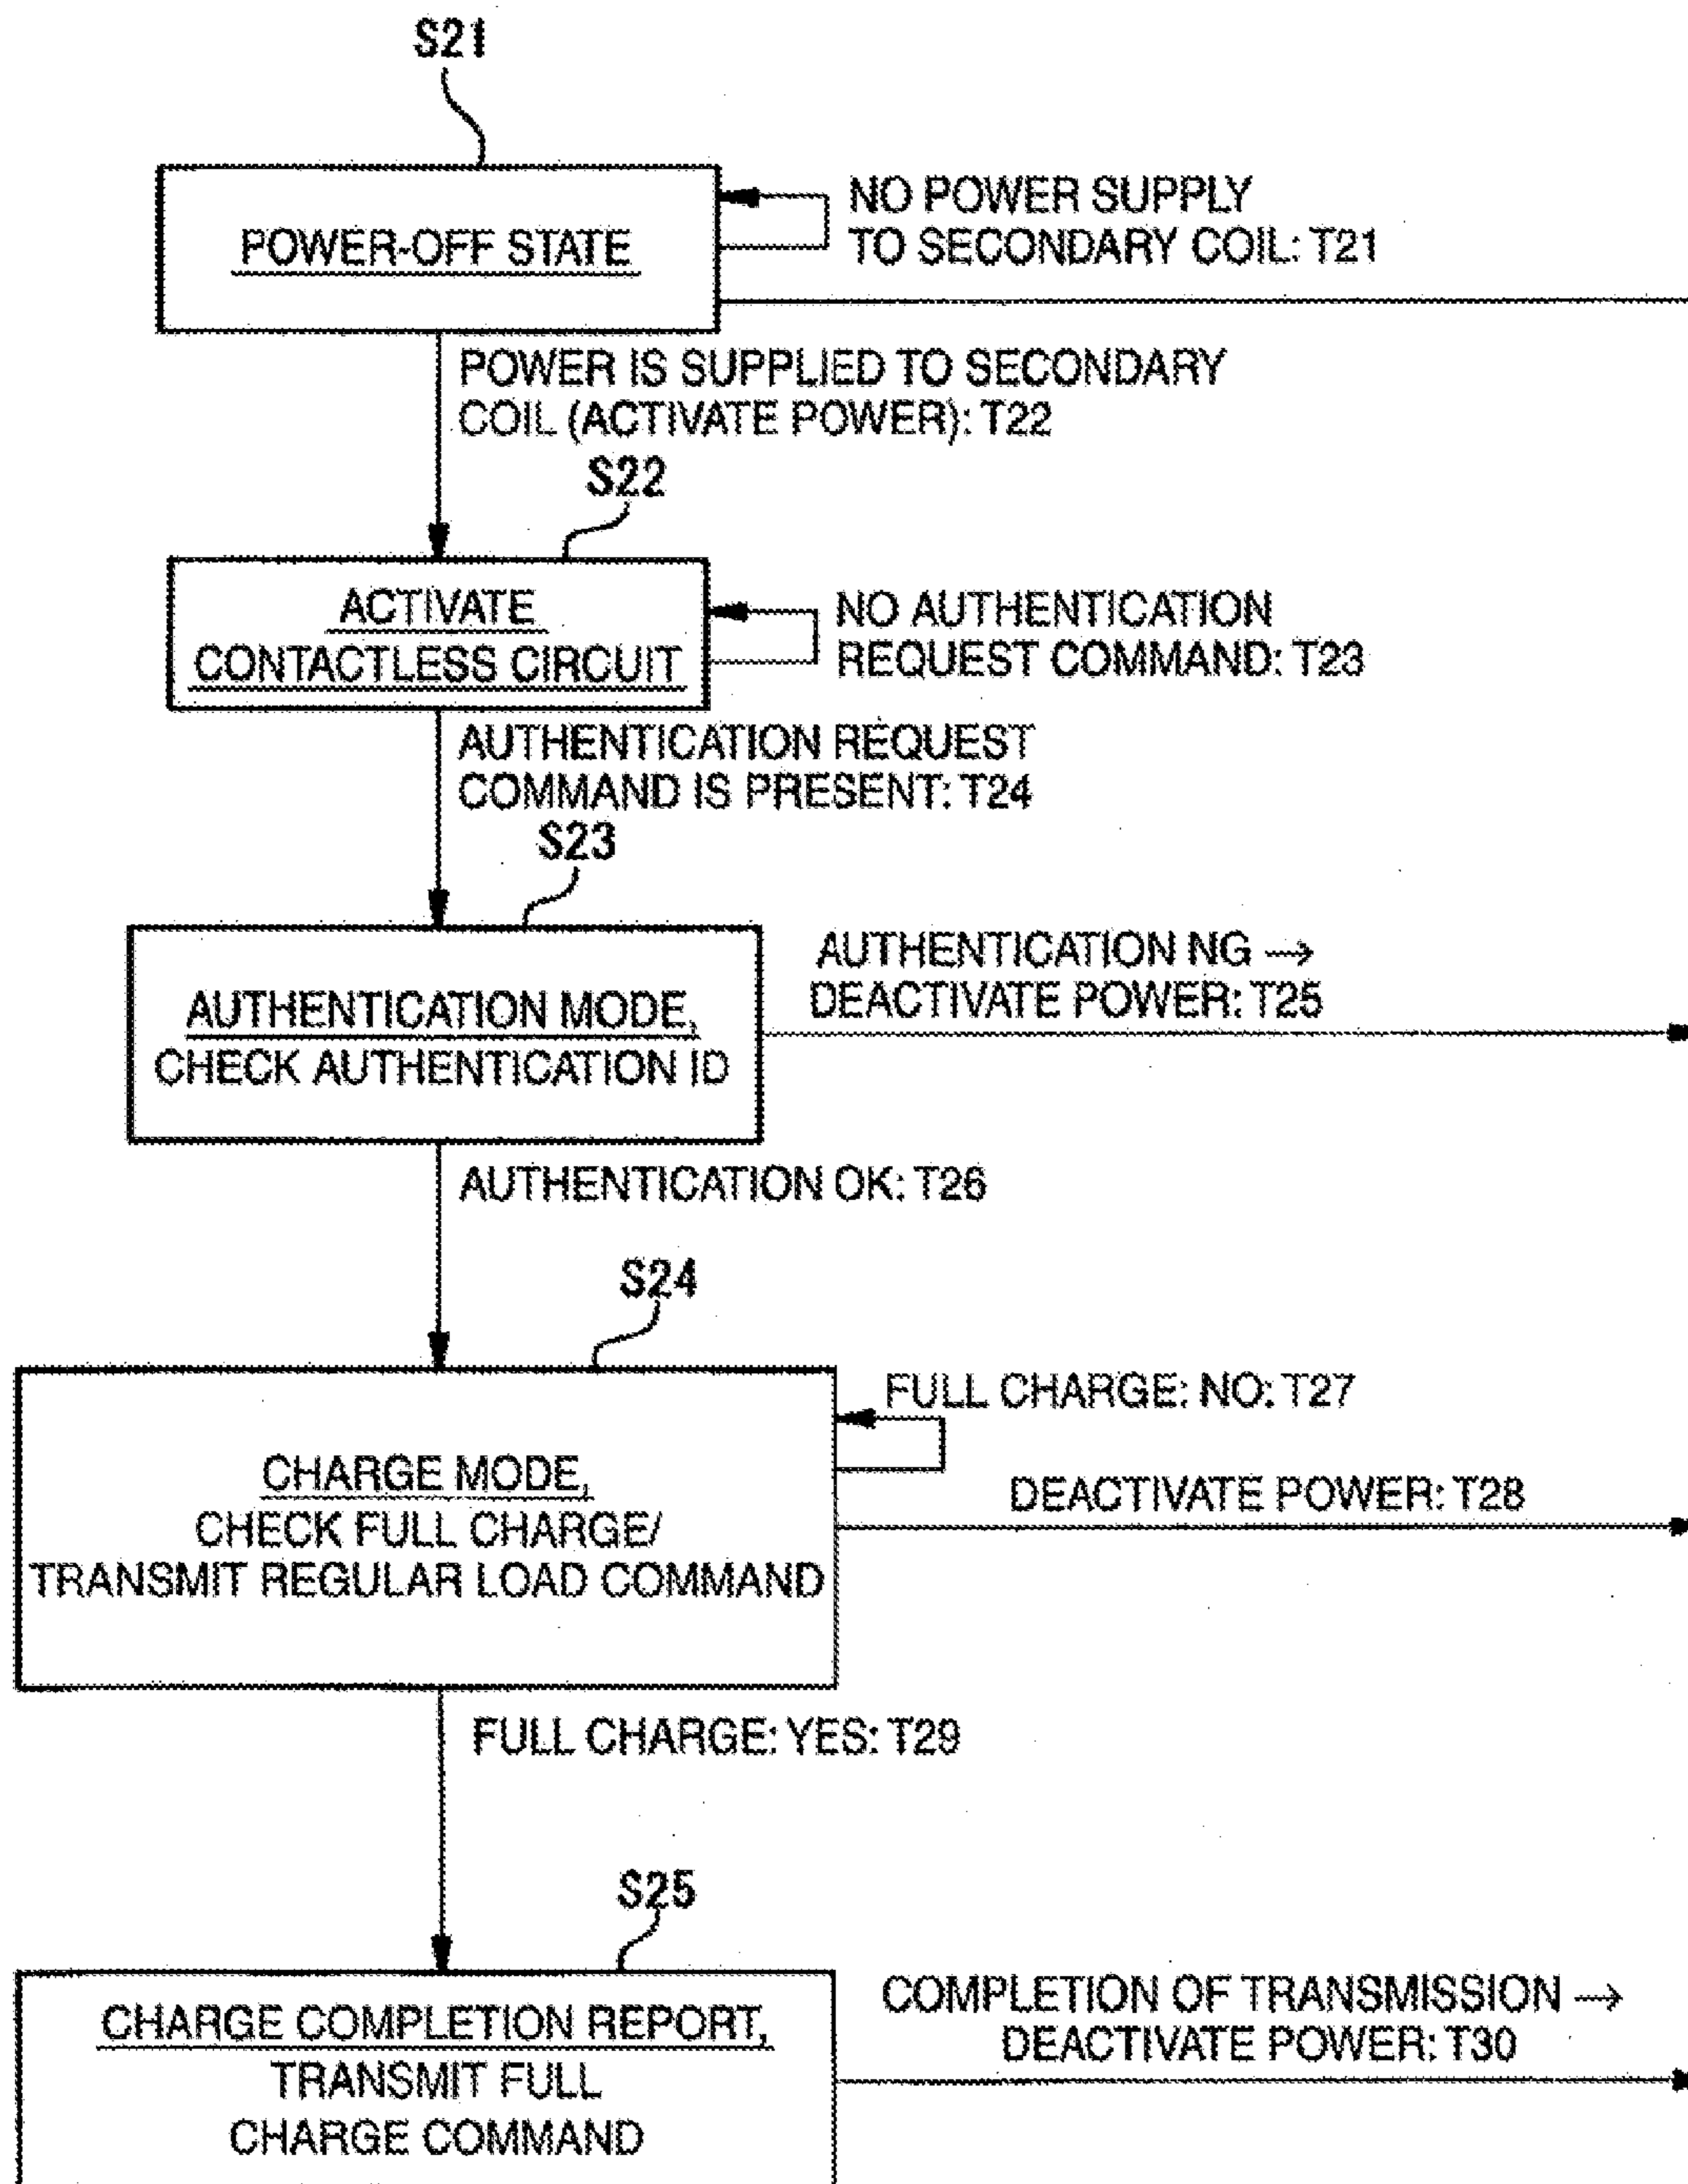 S21
POWER-OFF STATE
NO POWER SUPPLY
TO SECONDARY COIL: T21
POWER IS SUPPLIED TO SECONDARY
COIL (ACTIVATE POWER): T22
S22
ACTIVATE
CONTACTLESS CIRCUIT
NO AUTHENTICATION
REQUEST COMMAND: T23
AUTHENTICATION REQUEST
COMMAND IS PRESENT: T24
S23
AUTHENTICATION MODE,
CHECK AUTHENTICATION ID
AUTHENTICATION NG →
DEACTIVATE POWER: T25
AUTHENTICATION OK: T26
S24
CHARGE MODE,
CHECK FULL CHARGE/
TRANSMIT REGULAR LOAD COMMAND
FULL CHARGE: NO: T27
DEACTIVATE POWER: T28
FULL CHARGE: YES: T29
S25
CHARGE COMPLETION REPORT,
TRANSMIT FULL
CHARGE COMMAND
COMPLETION OF TRANSMISSION →
DEACTIVATE POWER: T30